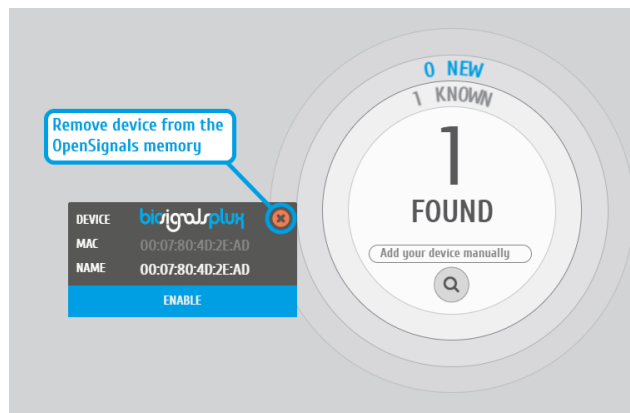 0 NEW
1 KNOWN
1
FOUND
Add your device manually
Remove device from the
OpenSignals memory
DEVICE biosignalsplux
MAC 00:07:80:4D:2E:AD
NAME 00:07:80:4D:2E:AD
ENABLE